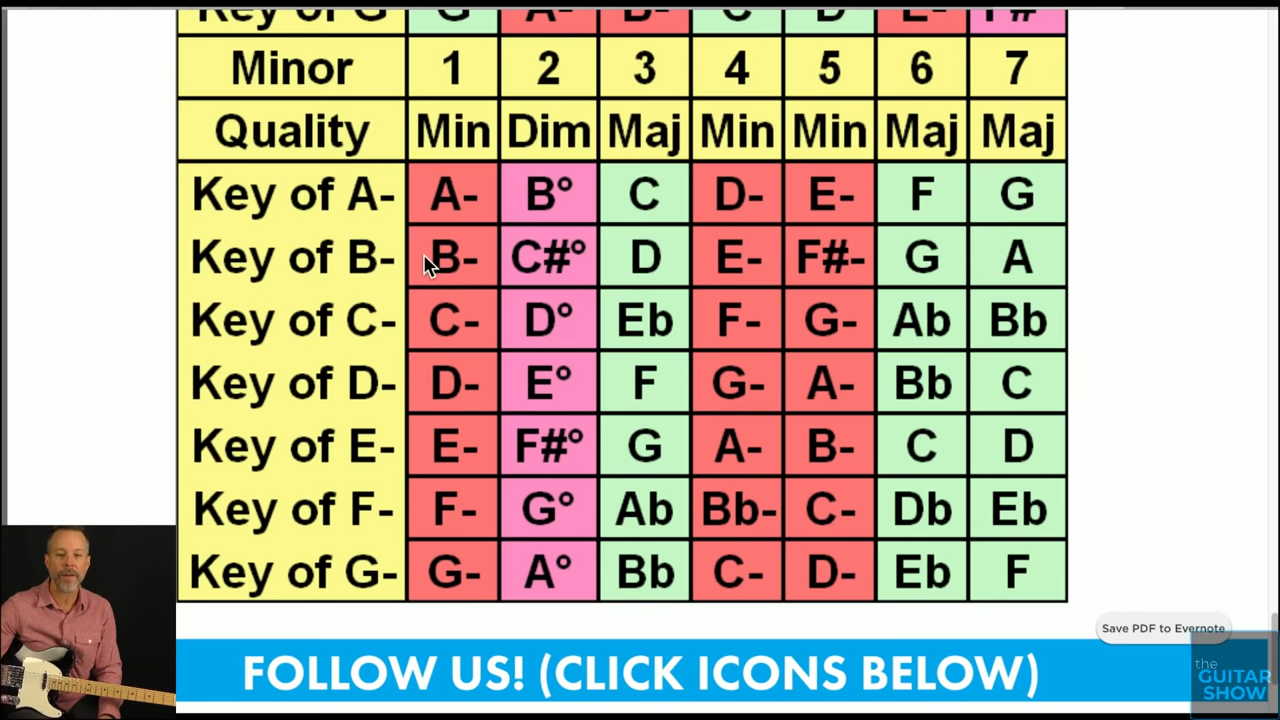 Key of G G A- B- C D E- F#°
Minor 1 2 3 4 5 6 7
Quality Min Dim Maj Min Min Maj Maj
Key of A- A- B° C D- E- F G
Key of B- B- C#° D E- F#- G A
Key of C- C- D° Eb F- G- Ab Bb
Key of D- D- E° F G- A- Bb C
Key of E- E- F#° G A- B- C D
Key of F- F- G° Ab Bb- C- Db Eb
Key of G- G- A° Bb C- D- Eb F
Save PDF to Evernote
FOLLOW US! (CLICK ICONS BELOW)
the
GUITAR
SHOW